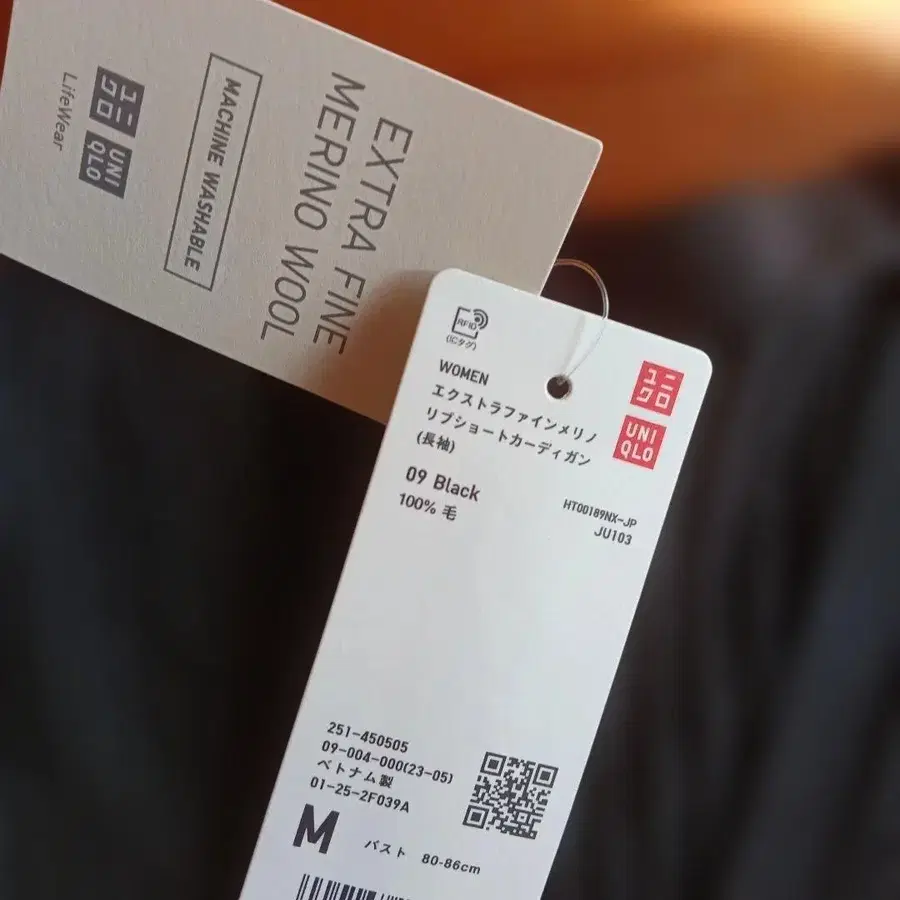 EXTRA FINE
MERINO WOOL
MACHINE WASHABLE
ユニ
クロ
UNI
QLO
LifeWear
RFID
(ICタグ)
WOMEN
エクストラファインメリノ
リブショートカーディガン
(長袖)
09 Black
100% 毛
ユニ
クロ
UNI
QLO
HT00189NX-JP
JU103
251-450505
09-004-000(23-05)
ベトナム製
01-25-2F039A
M
バスト 80-86cm